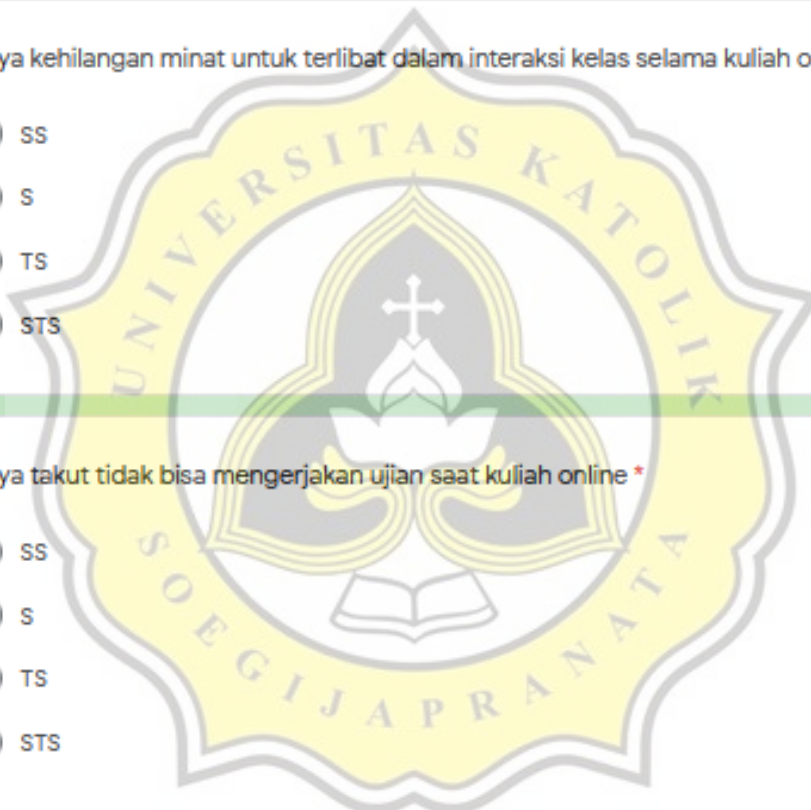 ya kehilangan minat untuk terlibat dalam interaksi kelas selama kuliah o
SS
S
TS
STS
ya takut tidak bisa mengerjakan ujian saat kuliah online *
SS
S
TS
STS
UNIVERSITAS KATOLIK
SOEGIJAPRANATA